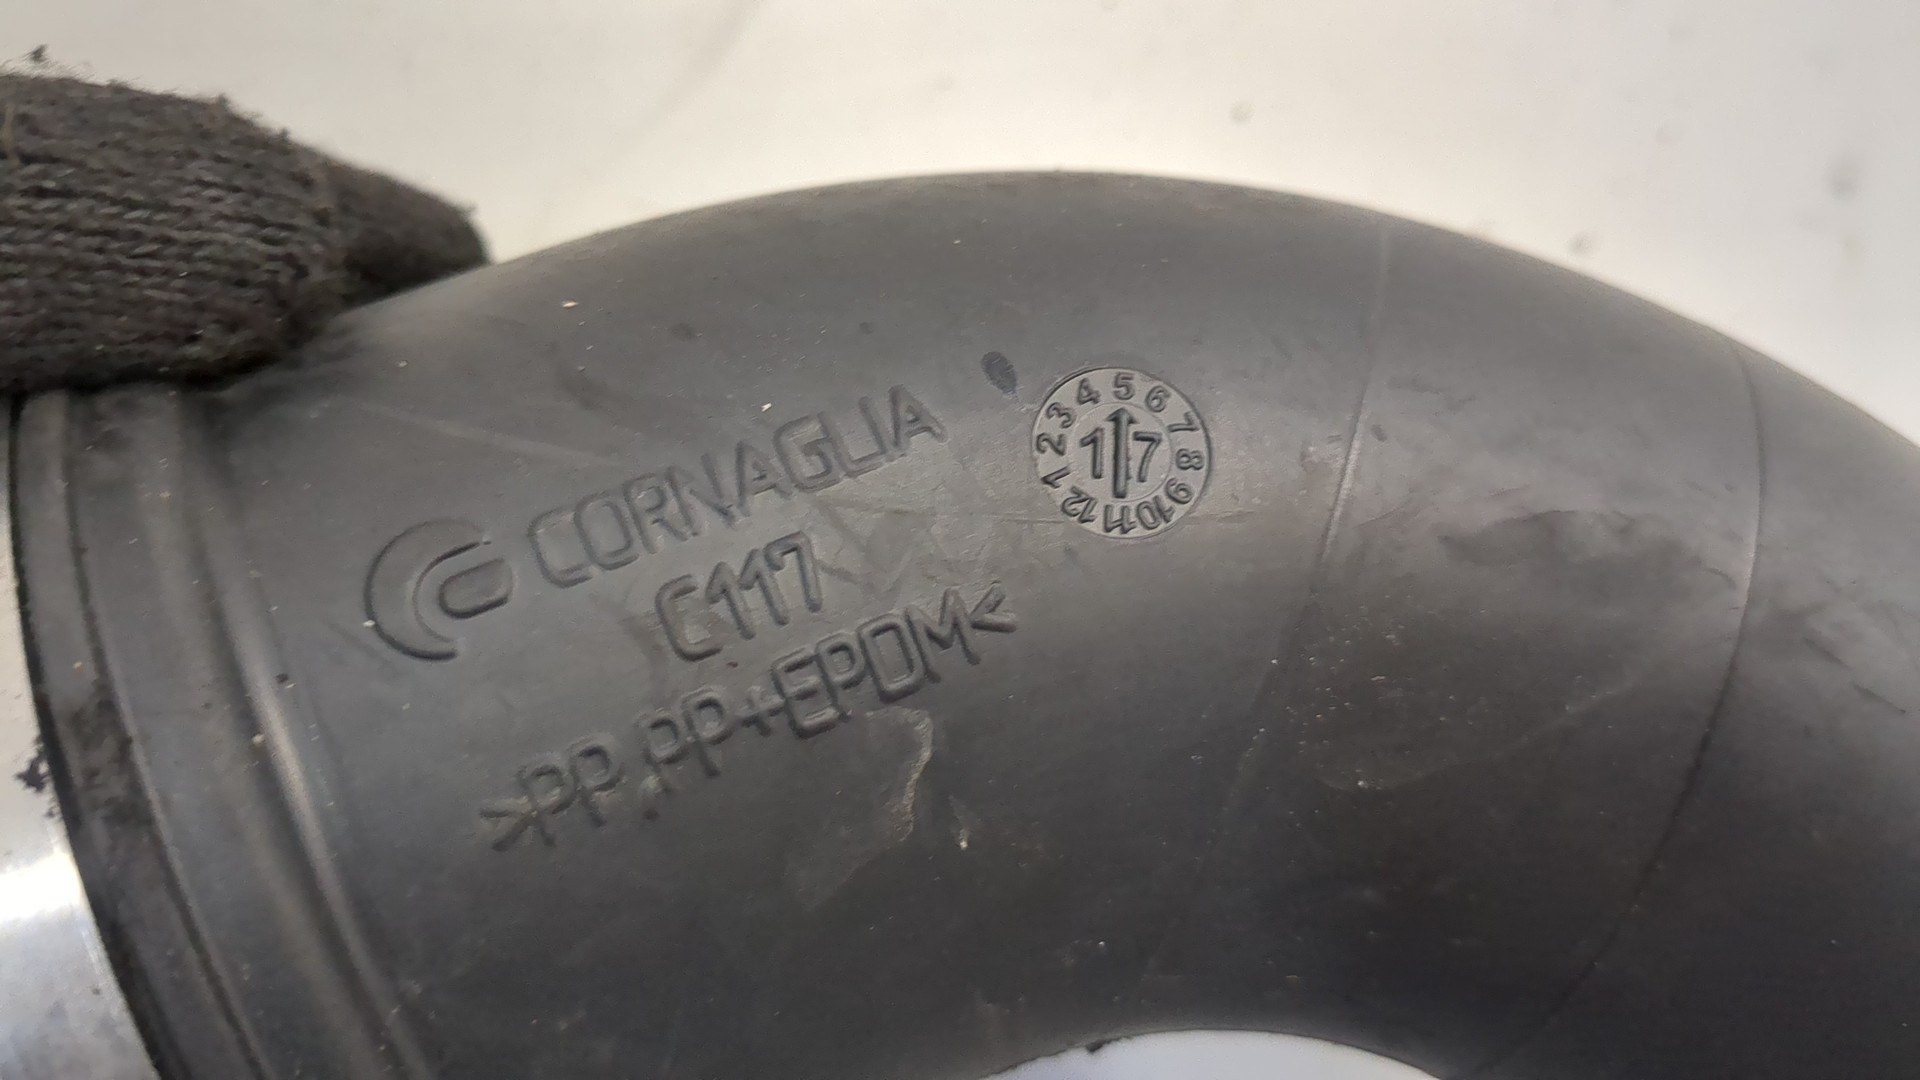 CORNAGLIA
C117
>PP,PP+EPDM<
1 2 3 4 5 6 7 8 9 10 11 12
17